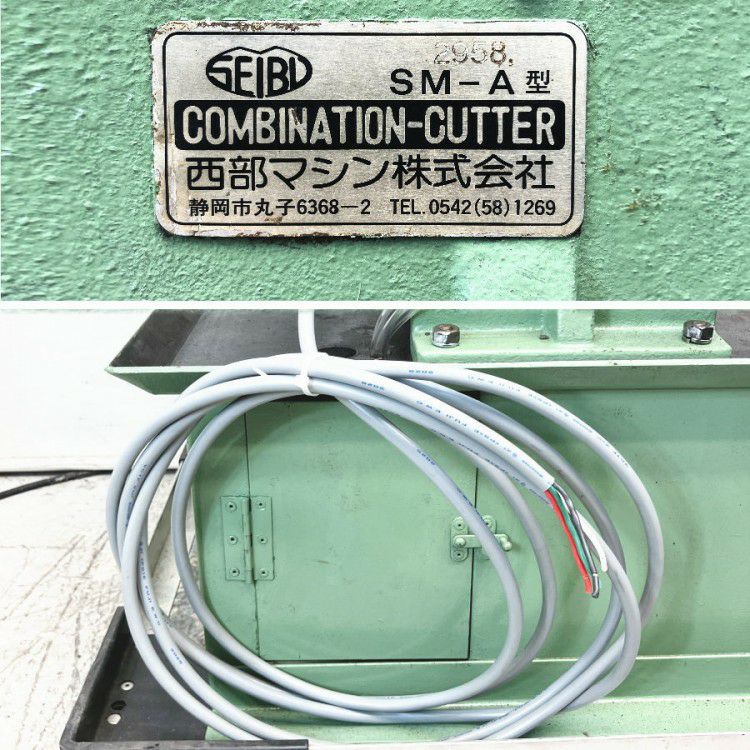 SEIBU
2958.
SM-A型
COMBINATION-CUTTER
西部マシン株式会社
静岡市丸子6368-2 TEL.0542(58)1269